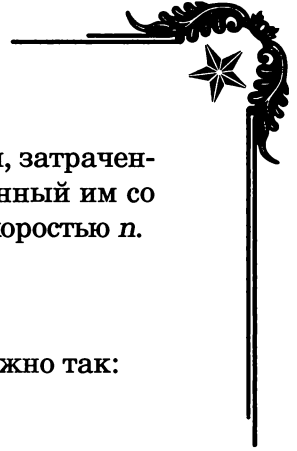 , затрачен-
нный им со
коростью n.
жно так: